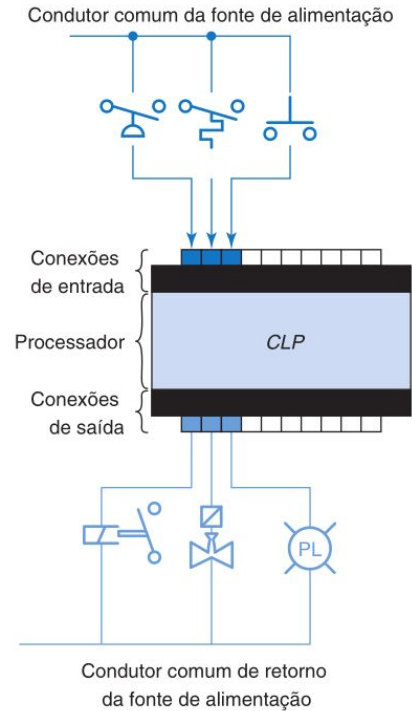 Condutor comum da fonte de alimentação
Conexões
de entrada
Processador
CLP
Conexões
de saída
PL
Condutor comum de retorno
da fonte de alimentação